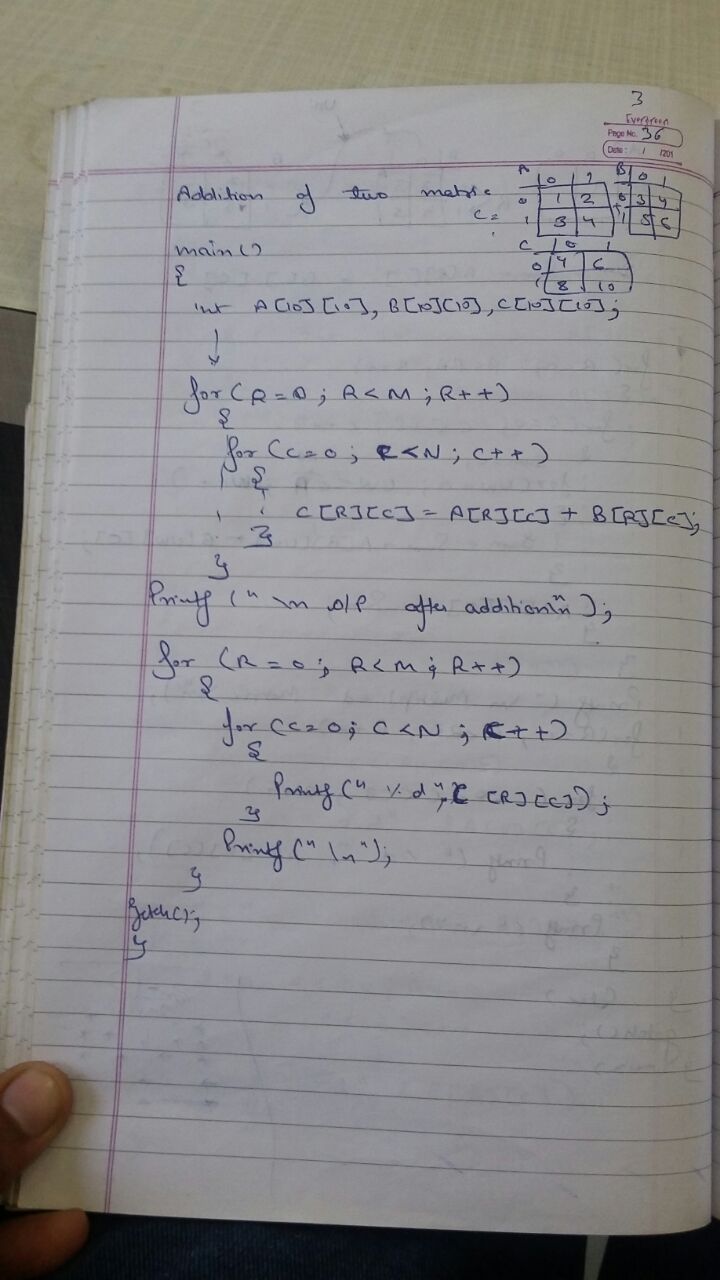 3
Evergreen
Page No. 36
Date: / /201
Addition of two matric
C =
A 0 1
0 1 2
1 3 4
+
B 0 1
0 3 4
1 5 6
C 0 1
0 4 6
1 8 10
main()
{
int A[10][10], B[10][10], C[10][10];
↓
for (R=0; R<M; R++)
{
for (C=0; C<N; C++)
{
C[R][C] = A[R][C] + B[R][C];
}
}
Printf (" \n O/P after addition\n");
for (R=0; R<M; R++)
{
for (C=0; C<N; C++)
{
Printf (" %d", C [R][C]);
}
Printf (" \n");
}
getch();
}